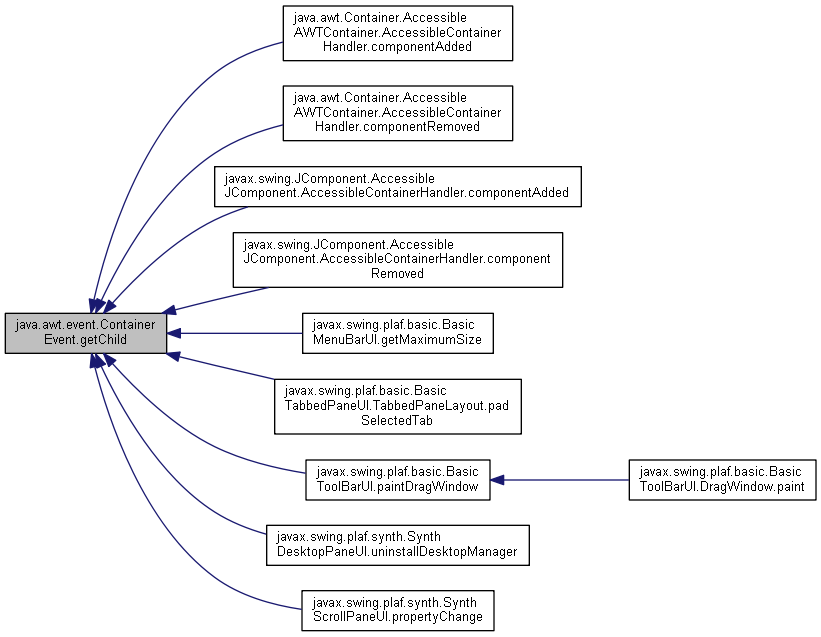 java.awt.Container.Accessible
AWTContainer.AccessibleContainer
Handler.componentAdded
java.awt.Container.Accessible
AWTContainer.AccessibleContainer
Handler.componentRemoved
javax.swing.JComponent.Accessible
JComponent.AccessibleContainerHandler.componentAdded
javax.swing.JComponent.Accessible
JComponent.AccessibleContainerHandler.component
Removed
java.awt.event.Container
Event.getChild
javax.swing.plaf.basic.Basic
MenuBarUI.getMaximumSize
javax.swing.plaf.basic.Basic
TabbedPaneUI.TabbedPaneLayout.pad
SelectedTab
javax.swing.plaf.basic.Basic
ToolBarUI.paintDragWindow
javax.swing.plaf.basic.Basic
ToolBarUI.DragWindow.paint
javax.swing.plaf.synth.Synth
DesktopPaneUI.uninstallDesktopManager
javax.swing.plaf.synth.Synth
ScrollPaneUI.propertyChange